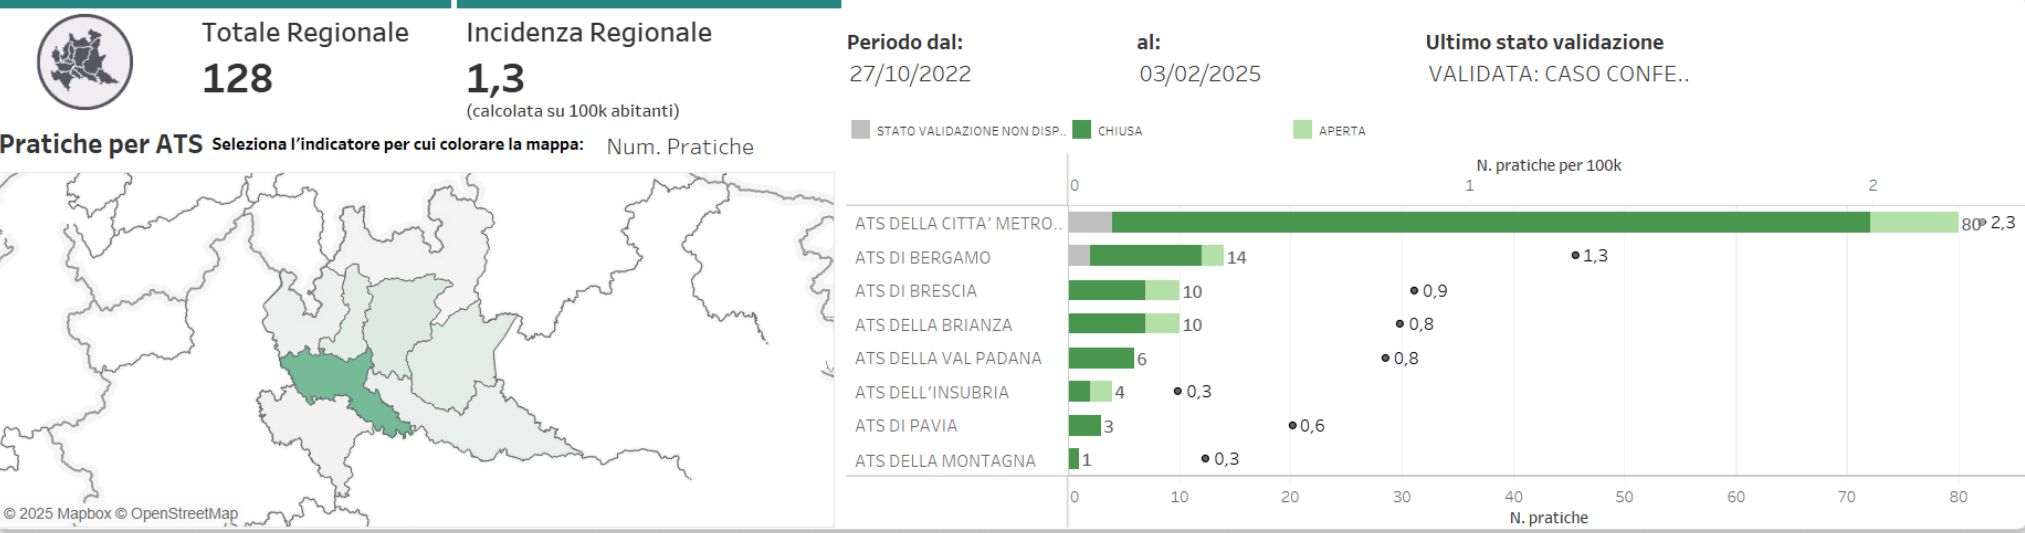 Totale Regionale
128
Incidenza Regionale
1,3
(calcolata su 100k abitanti)
Periodo dal:
27/10/2022
al:
03/02/2025
Ultimo stato validazione
VALIDATA: CASO CONFE..
Pratiche per ATS Seleziona l'indicatore per cui colorare la mappa: Num. Pratiche
© 2025 Mapbox © OpenStreetMap
STATO VALIDAZIONE NON DISP.. CHIUSA APERTA
N. pratiche per 100k
0 1 2
ATS DELLA CITTA' METRO.. 80 2,3
ATS DI BERGAMO 14 1,3
ATS DI BRESCIA 10 0,9
ATS DELLA BRIANZA 10 0,8
ATS DELLA VAL PADANA 6 0,8
ATS DELL'INSUBRIA 4 0,3
ATS DI PAVIA 3 0,6
ATS DELLA MONTAGNA 1 0,3
0 10 20 30 40 50 60 70 80
N. pratiche